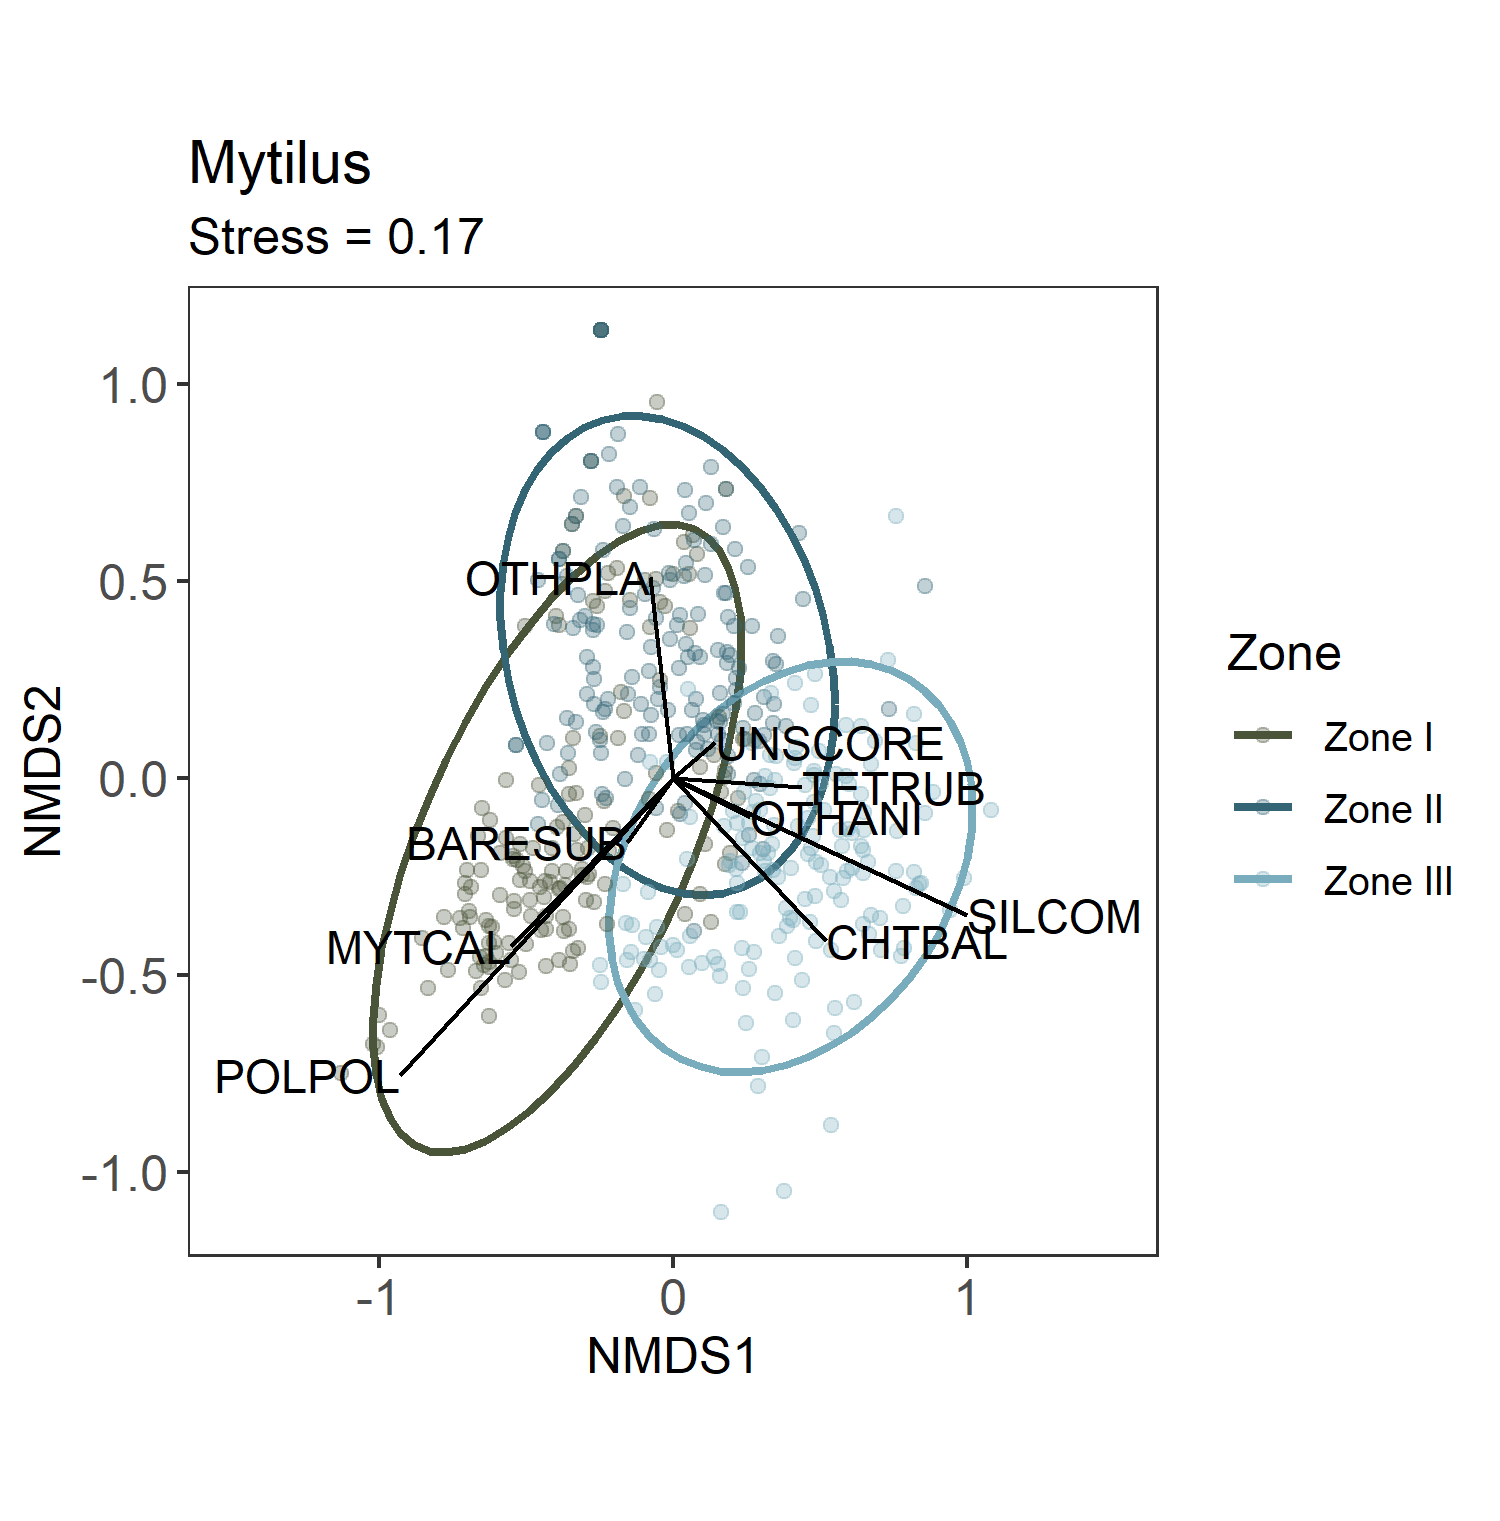 Mytilus
Stress = 0.17
NMDS2
1.0
0.5
0.0
-0.5
-1.0
OTHPLA
UNSCORE
TETRUB
OTHANI
BARESUB
SILCOM
CHTBAL
MYTCAL
POLPOL
-1
0
1
NMDS1
Zone
Zone I
Zone II
Zone III